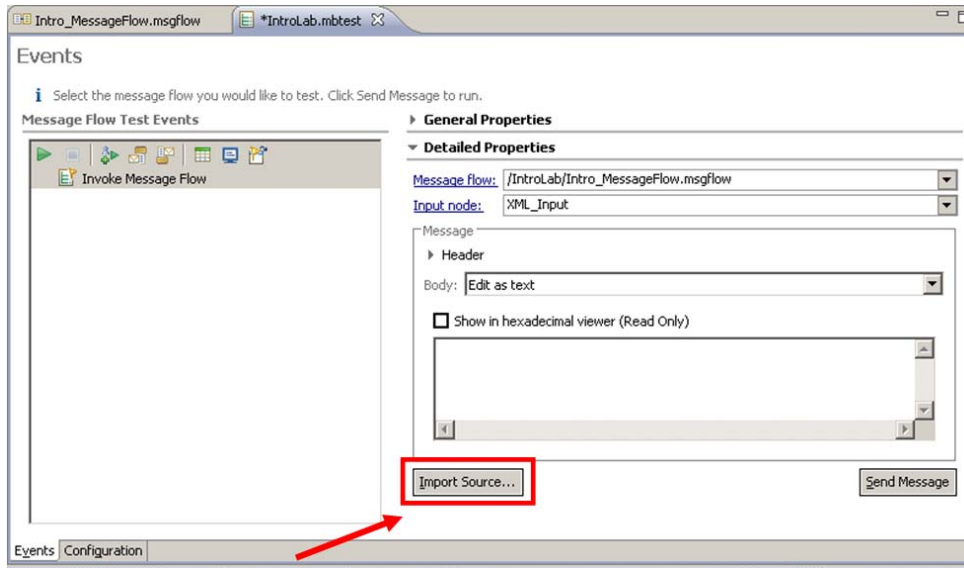 Intro_MessageFlow.msgflow
*IntroLab.mbtest
Events
Select the message flow you would like to test. Click Send Message to run.
Message Flow Test Events
Invoke Message Flow
General Properties
Detailed Properties
Message flow: /IntroLab/Intro_MessageFlow.msgflow
Input node: XML_Input
Message
Header
Body: Edit as text
Show in hexadecimal viewer (Read Only)
Import Source...
Send Message
Events
Configuration